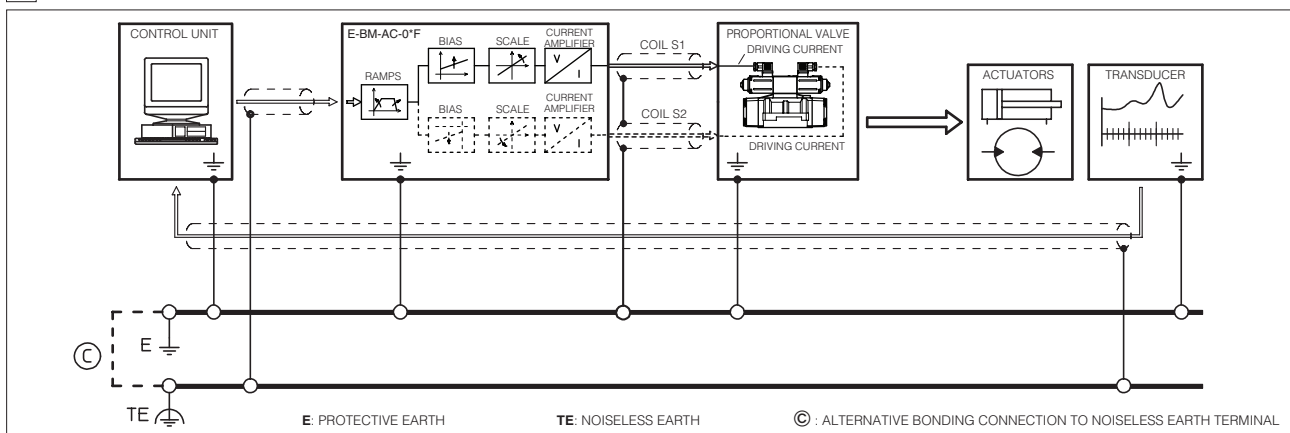 CONTROL UNIT
E-BM-AC-0*F
RAMPS
BIAS
SCALE
CURRENT
AMPLIFIER
V
I
BIAS
SCALE
CURRENT
AMPLIFIER
V
I
COIL S1
COIL S2
PROPORTIONAL VALVE
DRIVING CURRENT
DRIVING CURRENT
ACTUATORS
TRANSDUCER
C
E
TE
E: PROTECTIVE EARTH
TE: NOISELESS EARTH
Ⓒ : ALTERNATIVE BONDING CONNECTION TO NOISELESS EARTH TERMINAL